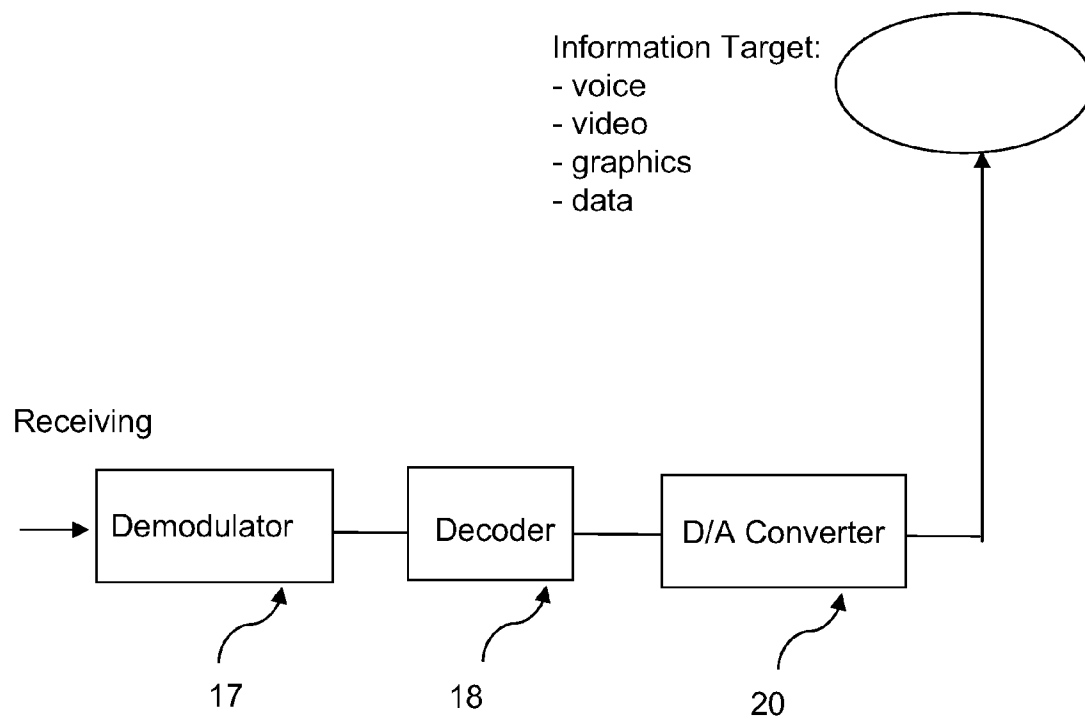 Information Target:
- voice
- video
- graphics
- data
Receiving
Demodulator
Decoder
D/A Converter
17
18
20